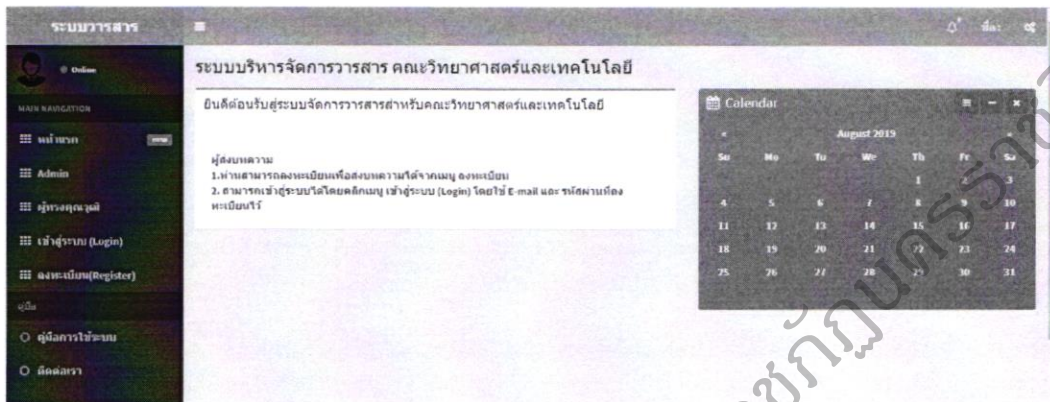 ระบบวารสาร
ชื่อ:
Online
MAIN NAVIGATION
หน้าแรก
Admin
ผู้ทรงคุณวุฒิ
เข้าสู่ระบบ (Login)
ลงทะเบียน(Register)
คู่มือ
คู่มือการใช้ระบบ
ติดต่อเรา
ระบบบริหารจัดการวารสาร คณะวิทยาศาสตร์และเทคโนโลยี
ยินดีต้อนรับสู่ระบบจัดการวารสารสำหรับคณะวิทยาศาสตร์และเทคโนโลยี
ผู้ส่งบทความ
1.ท่านสามารถลงทะเบียนเพื่อส่งบทความได้จากเมนู ลงทะเบียน
2. สามารถเข้าสู่ระบบได้โดยคลิกเมนู เข้าสู่ระบบ (Login) โดยใช้ E-mail และ รหัสผ่านที่ลง
ทะเบียนไว้
Calendar
« August 2019 »
Su Mo Tu We Th Fr Sa
1 2 3
4 5 6 7 8 9 10
11 12 13 14 15 16 17
18 19 20 21 22 23 24
25 26 27 28 29 30 31